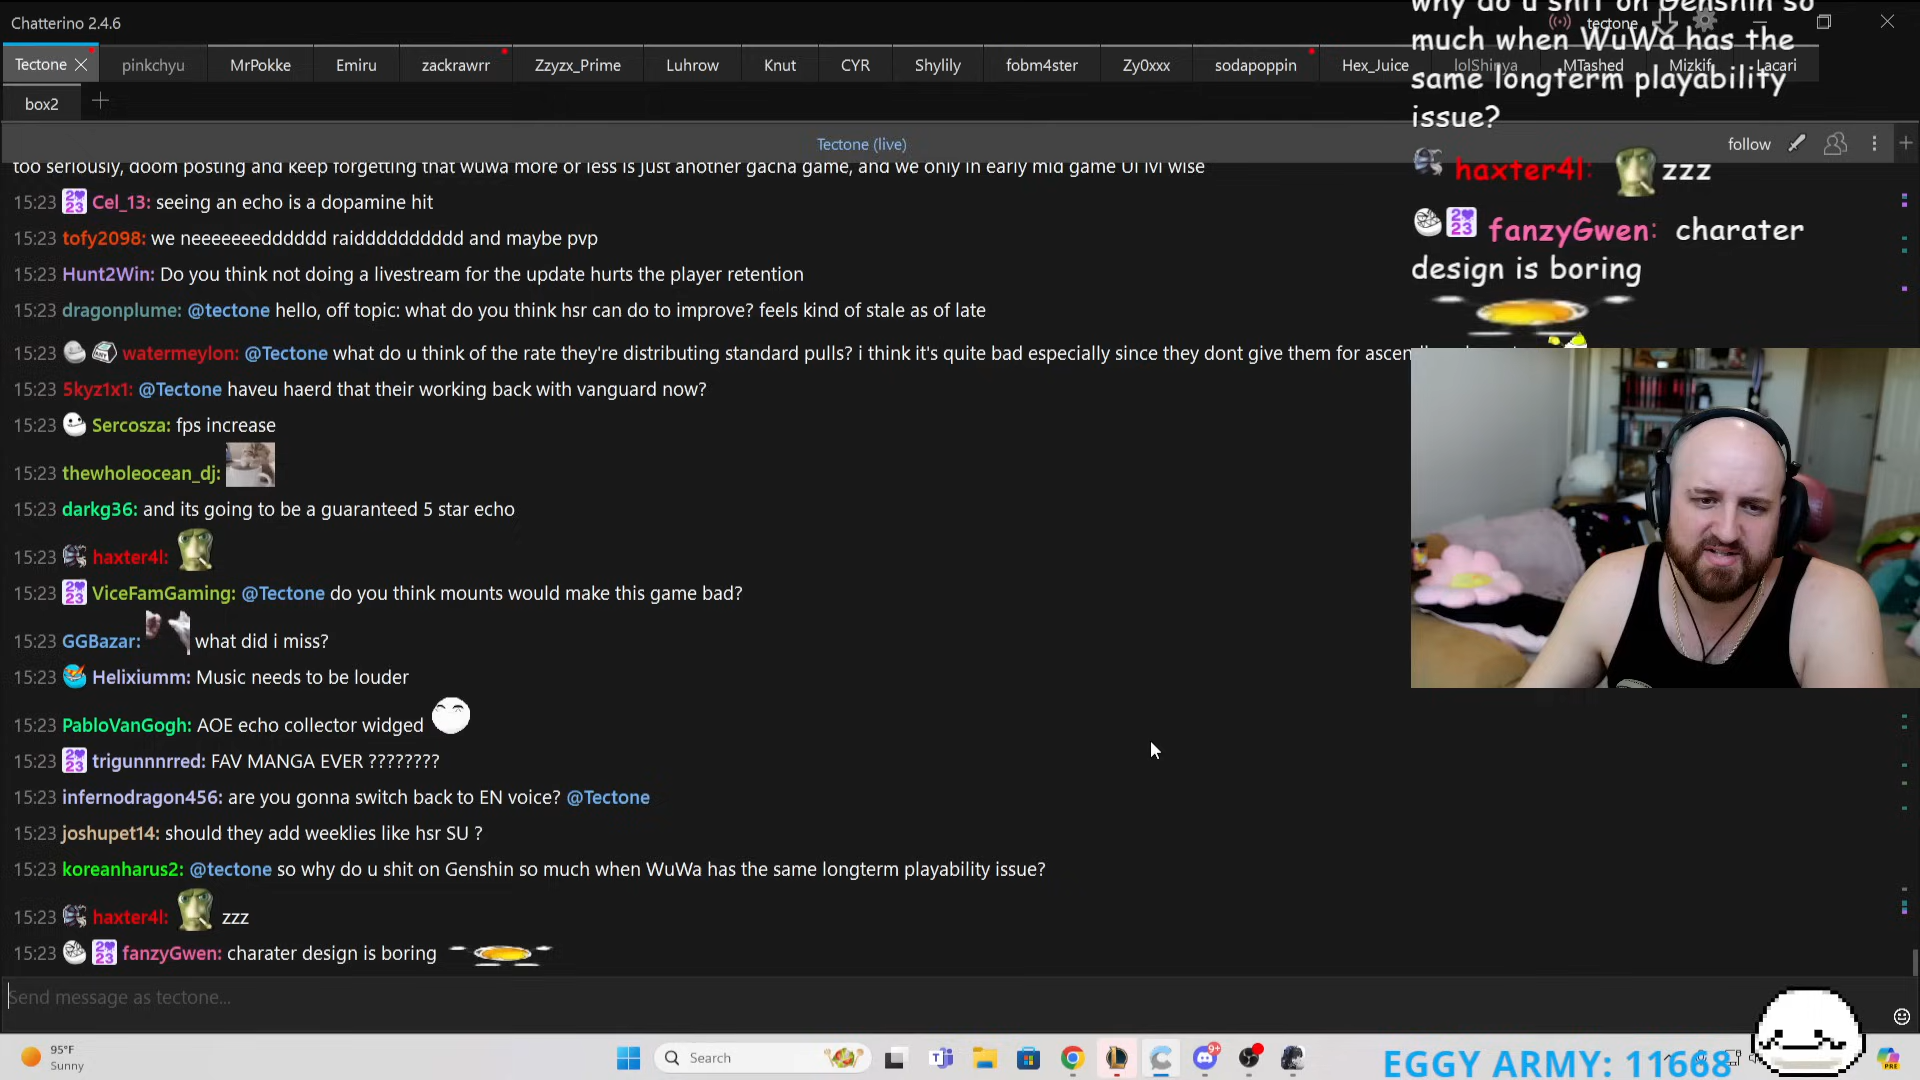 Chatterino 2.4.6
tectone
Tectone pinkchyu MrPokke Emiru zackrawrr Zzyzx_Prime Luhrow Knut CYR Shylily fobm4ster Zy0xxx sodapoppin Hex_Juice lolShinya MTashed Mizkif Lacari
box2
Tectone (live)
follow
too seriously, doom posting and keep forgetting that wuwa more or less is just another gacha game, and we only in early mid game UI lvl wise
15:23 Cel_13: seeing an echo is a dopamine hit
15:23 tofy2098: we neeeeeedddddd raiddddddddddd and maybe pvp
15:23 Hunt2Win: Do you think not doing a livestream for the update hurts the player retention
15:23 dragonplume: @tectone hello, off topic: what do you think hsr can do to improve? feels kind of stale as of late
15:23 watermeylon: @Tectone what do u think of the rate they're distributing standard pulls? i think it's quite bad especially since they dont give them for
15:23 5kyz1x1: @Tectone haveu haerd that their working back with vanguard now?
15:23 Sercosza: fps increase
15:23 thewholeocean_dj:
15:23 darkg36: and its going to be a guaranteed 5 star echo
15:23 haxter4l:
15:23 ViceFamGaming: @Tectone do you think mounts would make this game bad?
15:23 GGBazar: what did i miss?
15:23 Helixiumm: Music needs to be louder
15:23 PabloVanGogh: AOE echo collector widged
15:23 trigunnnrred: FAV MANGA EVER ????????
15:23 infernodragon456: are you gonna switch back to EN voice? @Tectone
15:23 joshupet14: should they add weeklies like hsr SU ?
15:23 koreanharus2: @tectone so why do u shit on Genshin so much when WuWa has the same longterm playability issue?
15:23 haxter4l: zzz
15:23 fanzyGwen: charater design is boring
Send message as tectone...
why do u shit on Genshin so
much when WuWa has the
same longterm playability
issue?
haxter4l: zzz
fanzyGwen: charater
design is boring
95°F
Sunny
Search
9+
EGGY ARMY: 11668
PRE